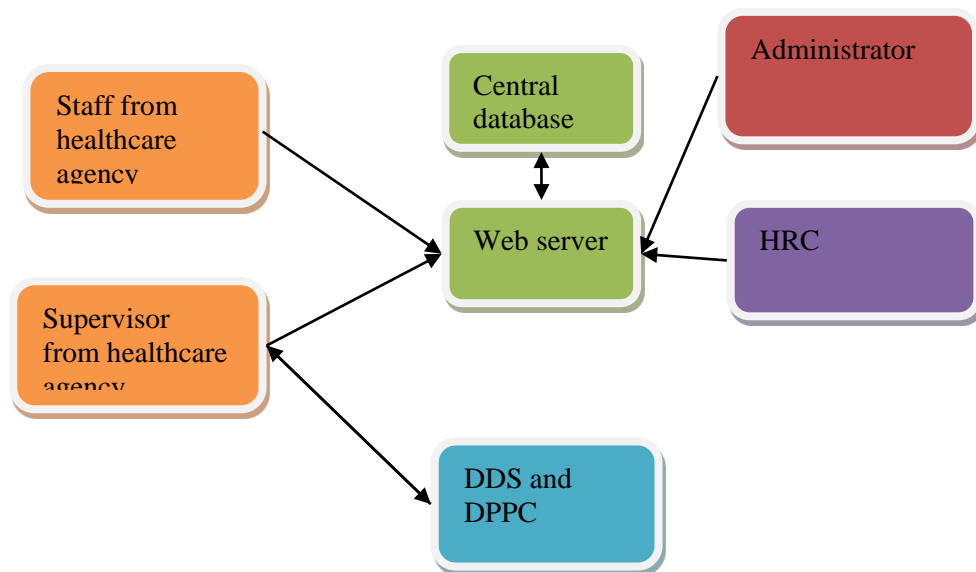 Staff from
healthcare
agency
Supervisor
from healthcare
agency
Central
database
Web server
DDS and
DPPC
Administrator
HRC